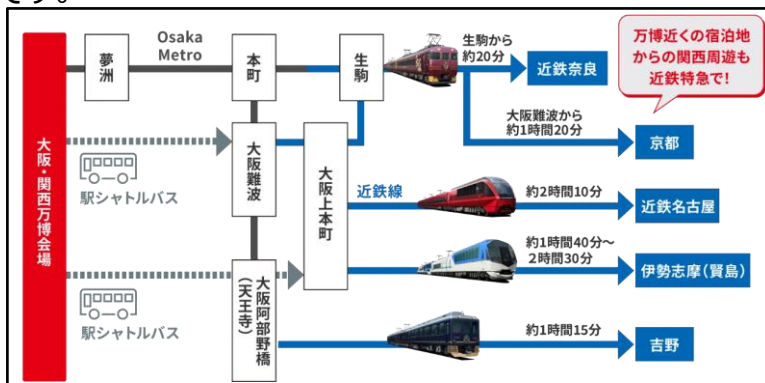 です。
大阪・関西万博会場
夢洲
Osaka
Metro
本町
生駒
生駒から
約20分
近鉄奈良
万博近くの宿泊地
からの関西周遊も
近鉄特急で!
駅シャトルバス
大阪難波
大阪難波から
約1時間20分
京都
大阪上本町
近鉄線
約2時間10分
近鉄名古屋
約1時間40分～
2時間30分
伊勢志摩(賢島)
駅シャトルバス
大阪阿部野橋
(天王寺)
約1時間15分
吉野